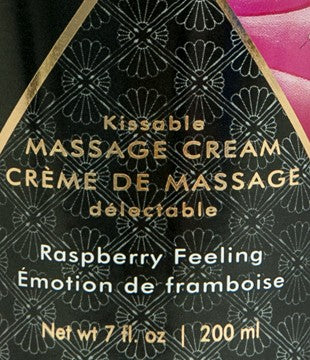 Kissable
MASSAGE CREAM
CRÈME DE MASSAGE
délectable
Raspberry Feeling
Émotion de framboise
Net wt 7 fl. oz | 200 ml